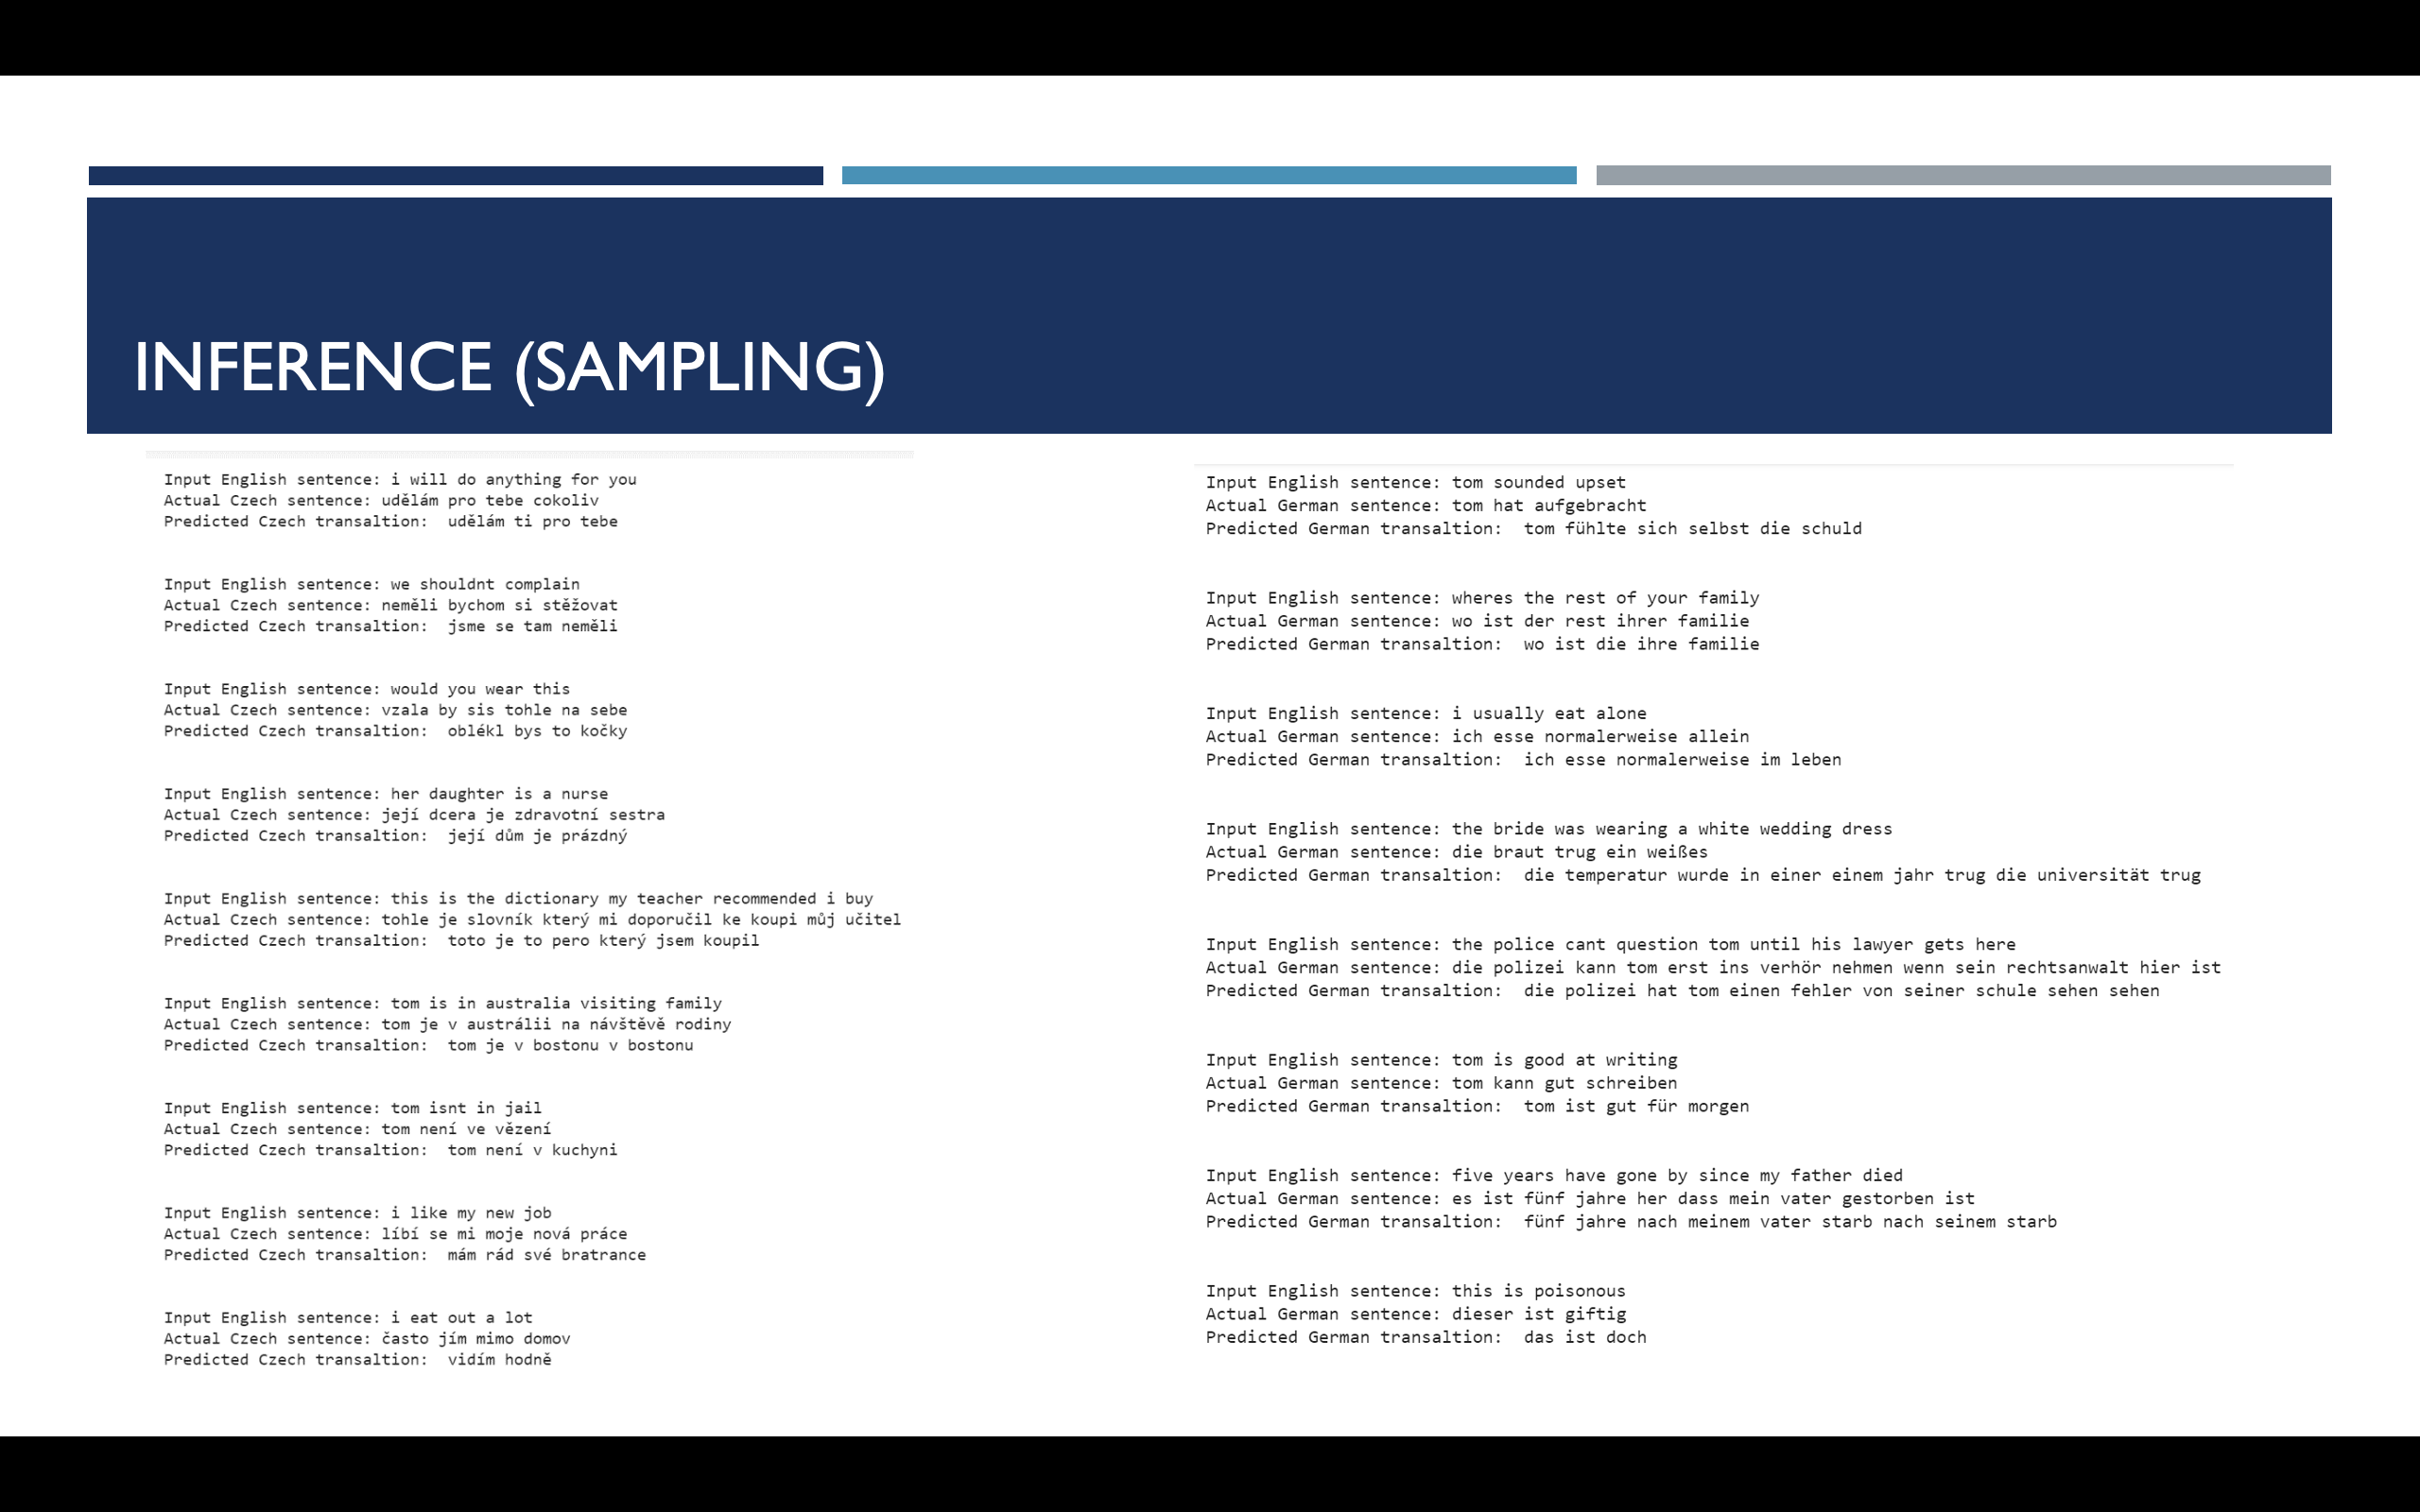 INFERENCE (SAMPLING)
Input English sentence: i will do anything for you
Actual Czech sentence: udělám pro tebe cokoliv
Predicted Czech transaltion:  udělám ti pro tebe
Input English sentence: we shouldnt complain
Actual Czech sentence: neměli bychom si stěžovat
Predicted Czech transaltion:  jsme se tam neměli
Input English sentence: would you wear this
Actual Czech sentence: vzala by sis tohle na sebe
Predicted Czech transaltion:  oblékl bys to kočky
Input English sentence: her daughter is a nurse
Actual Czech sentence: její dcera je zdravotní sestra
Predicted Czech transaltion:  její dům je prázdný
Input English sentence: this is the dictionary my teacher recommended i buy
Actual Czech sentence: tohle je slovník který mi doporučil ke koupi můj učitel
Predicted Czech transaltion:  toto je to pero který jsem koupil
Input English sentence: tom is in australia visiting family
Actual Czech sentence: tom je v austrálii na návštěvě rodiny
Predicted Czech transaltion:  tom je v bostonu v bostonu
Input English sentence: tom isnt in jail
Actual Czech sentence: tom není ve vězení
Predicted Czech transaltion:  tom není v kuchyni
Input English sentence: i like my new job
Actual Czech sentence: líbí se mi moje nová práce
Predicted Czech transaltion:  mám rád své bratrance
Input English sentence: i eat out a lot
Actual Czech sentence: často jím mimo domov
Predicted Czech transaltion:  vidím hodně
Input English sentence: tom sounded upset
Actual German sentence: tom hat aufgebracht
Predicted German transaltion:  tom fühlte sich selbst die schuld
Input English sentence: wheres the rest of your family
Actual German sentence: wo ist der rest ihrer familie
Predicted German transaltion:  wo ist die ihre familie
Input English sentence: i usually eat alone
Actual German sentence: ich esse normalerweise allein
Predicted German transaltion:  ich esse normalerweise im leben
Input English sentence: the bride was wearing a white wedding dress
Actual German sentence: die braut trug ein weißes
Predicted German transaltion:  die temperatur wurde in einer einem jahr trug die universität trug
Input English sentence: the police cant question tom until his lawyer gets here
Actual German sentence: die polizei kann tom erst ins verhör nehmen wenn sein rechtsanwalt hier ist
Predicted German transaltion:  die polizei hat tom einen fehler von seiner schule sehen sehen
Input English sentence: tom is good at writing
Actual German sentence: tom kann gut schreiben
Predicted German transaltion:  tom ist gut für morgen
Input English sentence: five years have gone by since my father died
Actual German sentence: es ist fünf jahre her dass mein vater gestorben ist
Predicted German transaltion:  fünf jahre nach meinem vater starb nach seinem starb
Input English sentence: this is poisonous
Actual German sentence: dieser ist giftig
Predicted German transaltion:  das ist doch